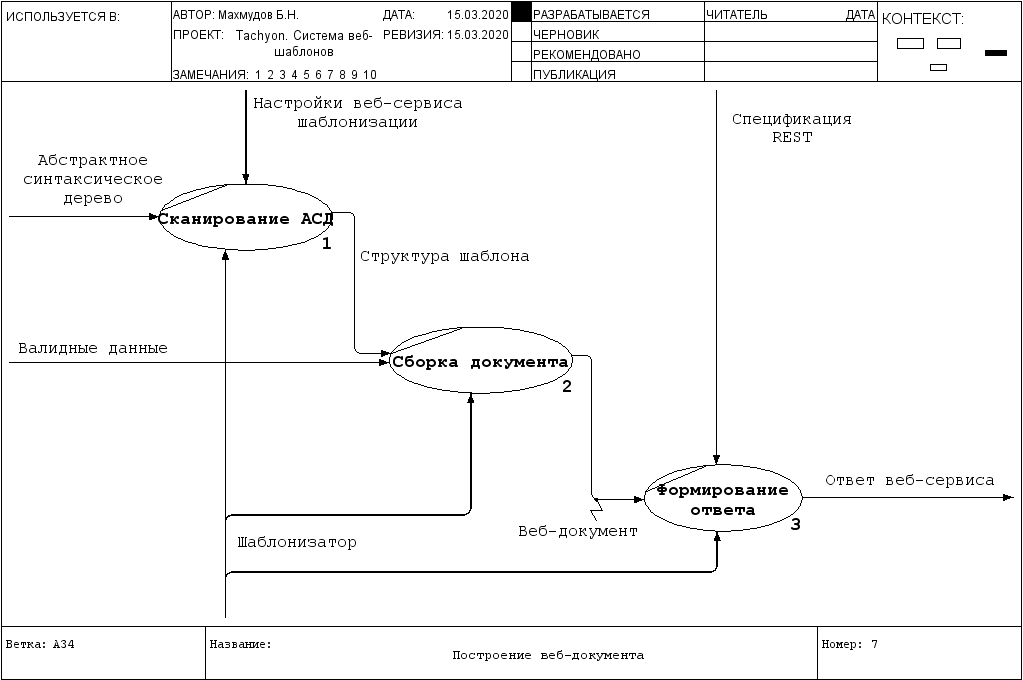 ИСПОЛЬЗУЕТСЯ В:
АВТОР: Махмудов Б.Н.
ДАТА: 15.03.2020
ПРОЕКТ: Tachyon. Система веб-
шаблонов
РЕВИЗИЯ: 15.03.2020
ЗАМЕЧАНИЯ: 1 2 3 4 5 6 7 8 9 10
РАЗРАБАТЫВАЕТСЯ
ЧЕРНОВИК
РЕКОМЕНДОВАНО
ПУБЛИКАЦИЯ
ЧИТАТЕЛЬ ДАТА
КОНТЕКСТ:
Настройки веб-сервиса
шаблонизации
Спецификация
REST
Абстрактное
синтаксическое
дерево
Сканирование АСД
1
Структура шаблона
Валидные данные
Сборка документа
2
Формирование
ответа
3
Ответ веб-сервиса
Веб-документ
Шаблонизатор
Ветка: A34
Название:
Построение веб-документа
Номер: 7